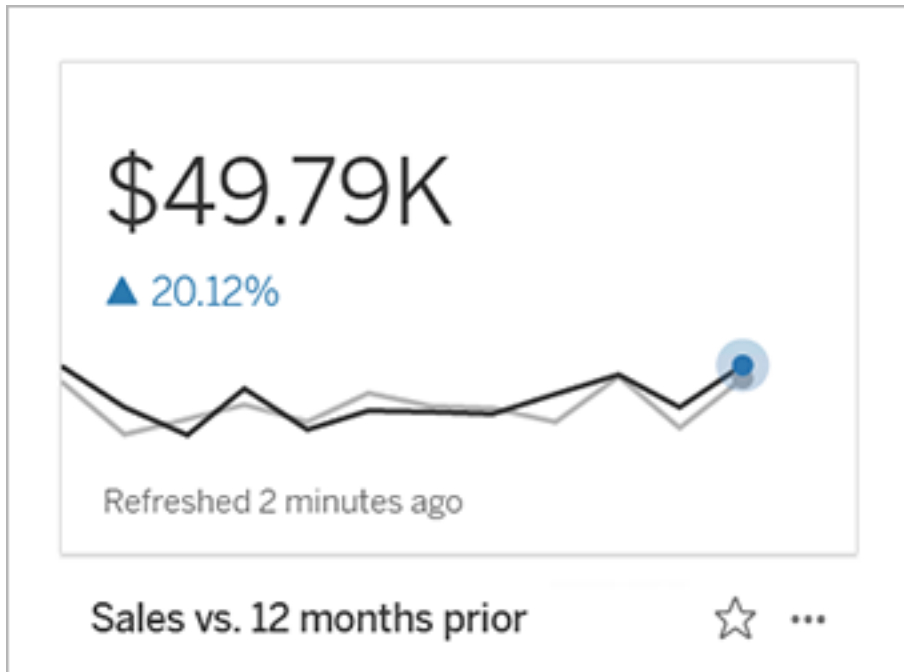 $49.79K
▲ 20.12%
Refreshed 2 minutes ago
Sales vs. 12 months prior